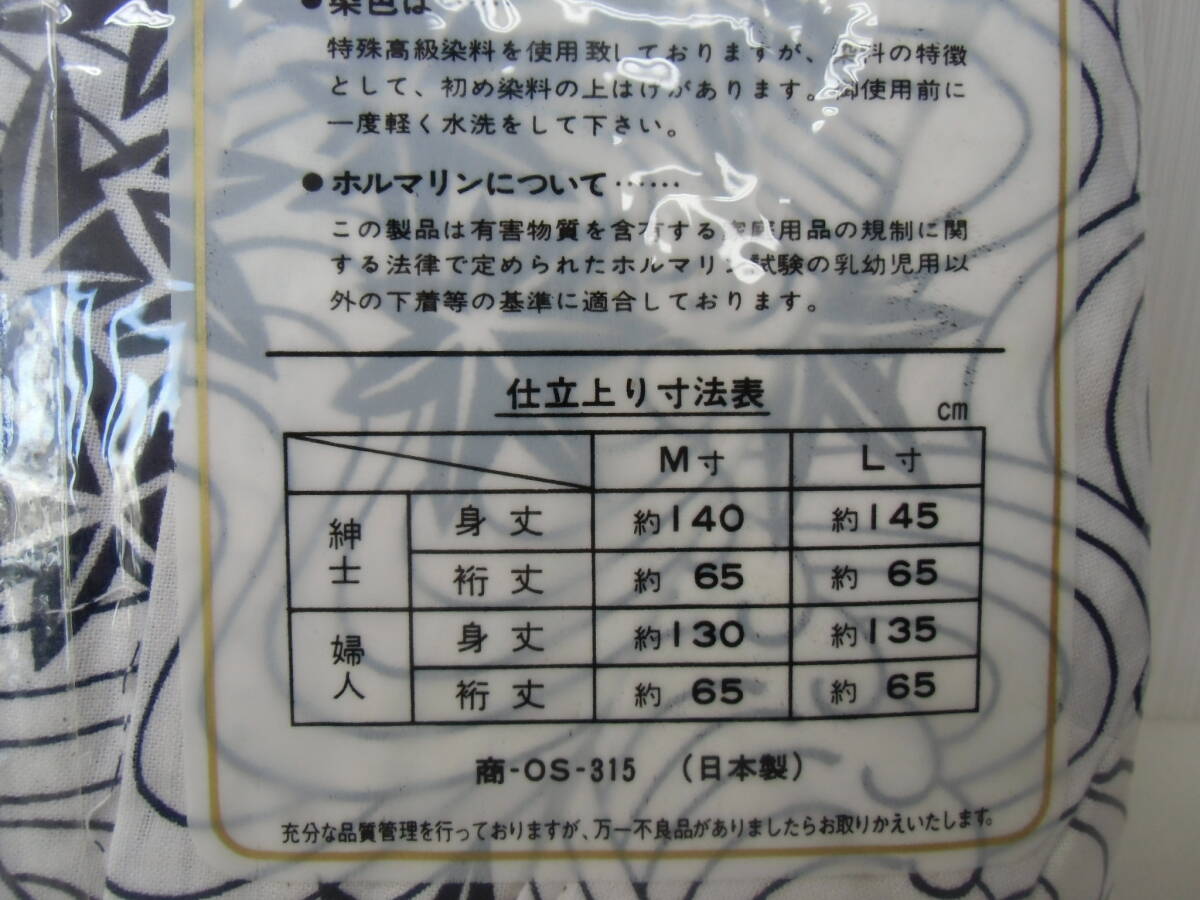 ●染色は……
特殊高級染料を使用致しておりますが、染料の特徴
として、初め染料の上はげがあります。御使用前に
一度軽く水洗をして下さい。
●ホルマリンについて……
この製品は有害物質を含有する家庭用品の規制に関
する法律で定められたホルマリン試験の乳幼児用以
外の下着等の基準に適合しております。
仕立上り寸法表
cm
M寸 L寸
紳士 身丈 約140 約145
裄丈 約 65 約 65
婦人 身丈 約130 約135
裄丈 約 65 約 65
商-OS-315 (日本製)
充分な品質管理を行っておりますが、万一不良品がありましたらお取りかえいたします。